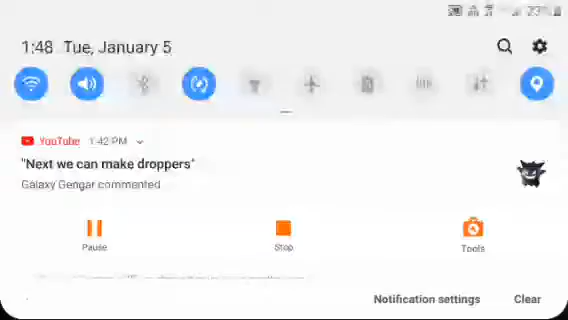 23%
1:48 Tue, January 5
YouTube 1:42 PM
"Next we can make droppers"
Galaxy Gengar commented
Pause Stop Tools
Notification settings Clear